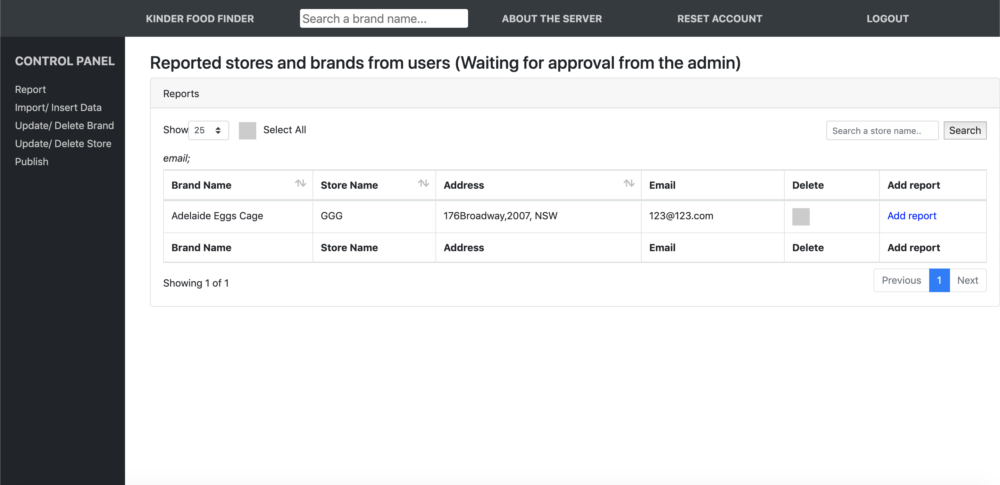 KINDER FOOD FINDER Search a brand name... ABOUT THE SERVER RESET ACCOUNT LOGOUT
CONTROL PANEL
Report
Import/ Insert Data
Update/ Delete Brand
Update/ Delete Store
Publish
Reported stores and brands from users (Waiting for approval from the admin)
Reports
Show 25 Select All Search a store name.. Search
email;
Brand Name Store Name Address Email Delete Add report
Adelaide Eggs Cage GGG 176Broadway,2007, NSW 123@123.com Add report
Brand Name Store Name Address Email Delete Add report
Showing 1 of 1 Previous 1 Next